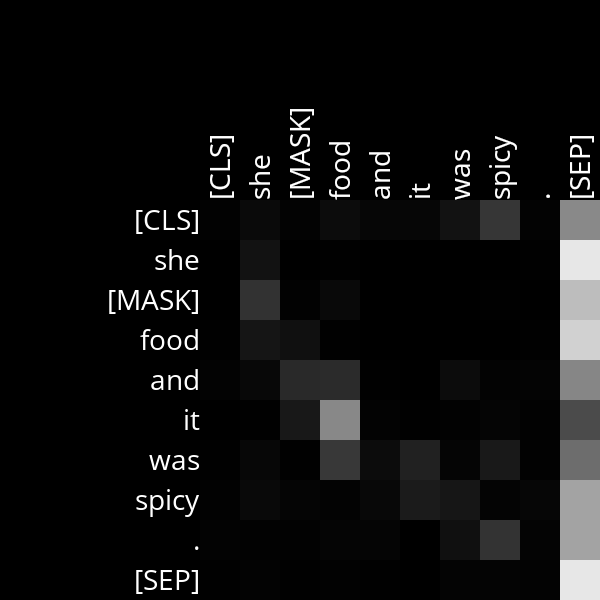 [CLS]
she
[MASK]
food
and
it
was
spicy
.
[SEP]
[CLS]
she
[MASK]
food
and
it
was
spicy
.
[SEP]